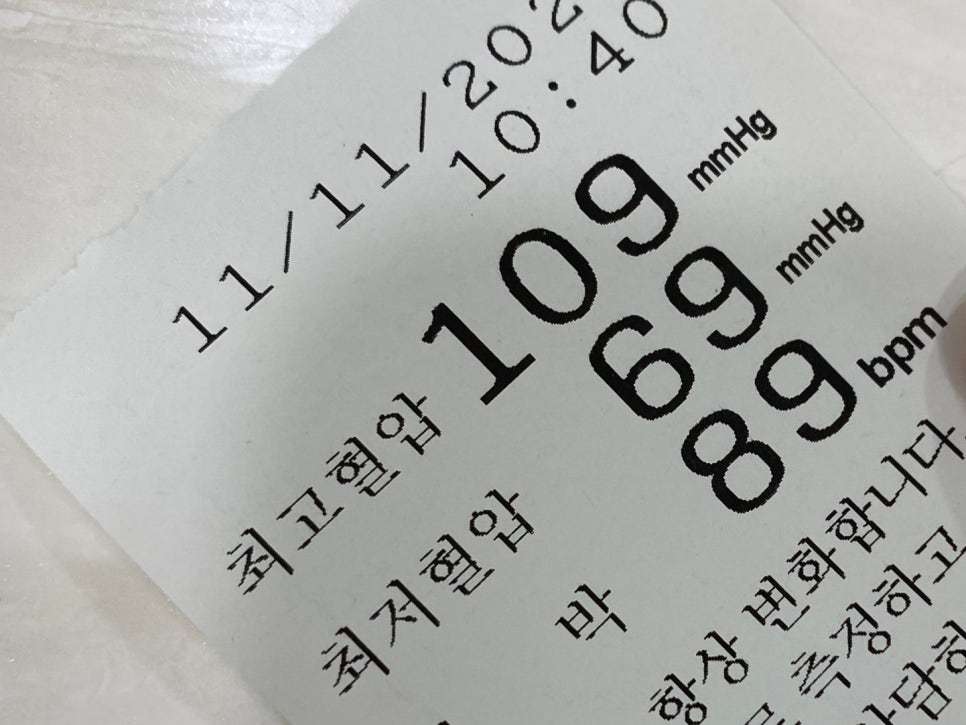 11/11/202
10:40
최고혈압 109 mmHg
최저혈압 69 mmHg
박 89 bpm
항상 변화합니다
측정하고